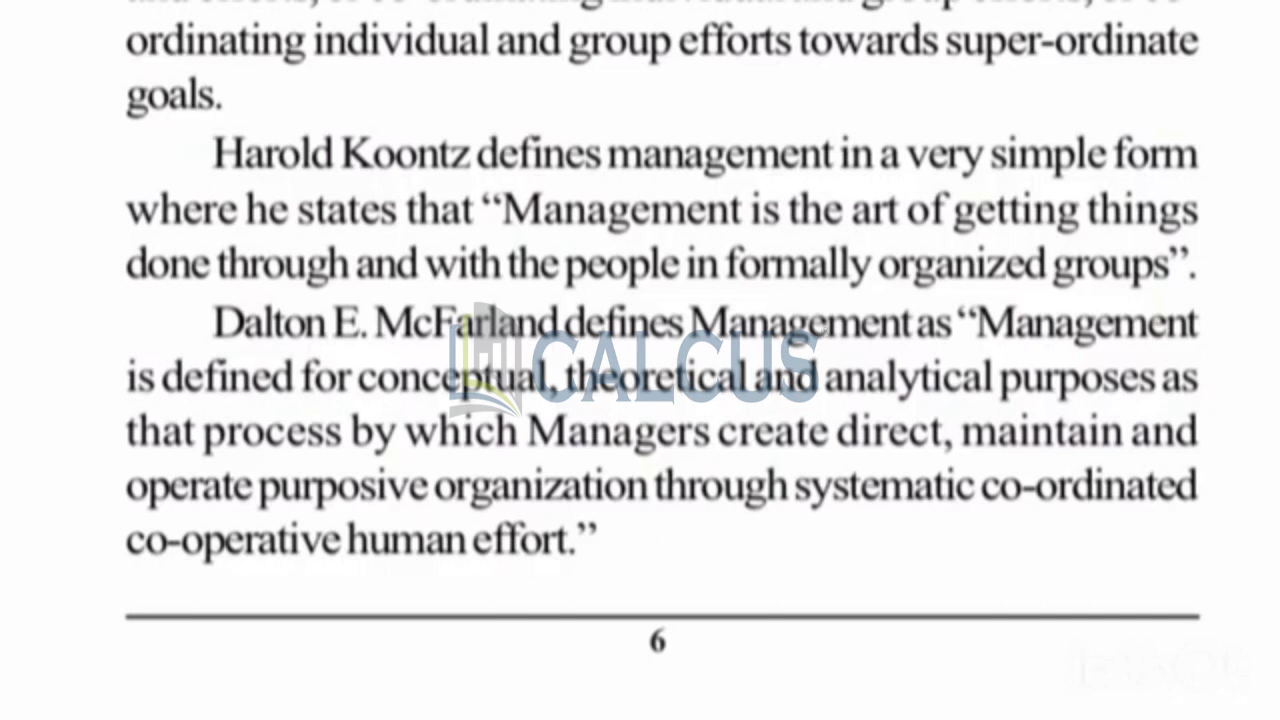 ordinating individual and group efforts towards super-ordinate
goals.
Harold Koontz defines management in a very simple form
where he states that “Management is the art of getting things
done through and with the people in formally organized groups”.
Dalton E. McFarland defines Management as “Management
is defined for conceptual, theoretical and analytical purposes as
that process by which Managers create direct, maintain and
operate purposive organization through systematic co-ordinated
co-operative human effort.”
CALCUS
6